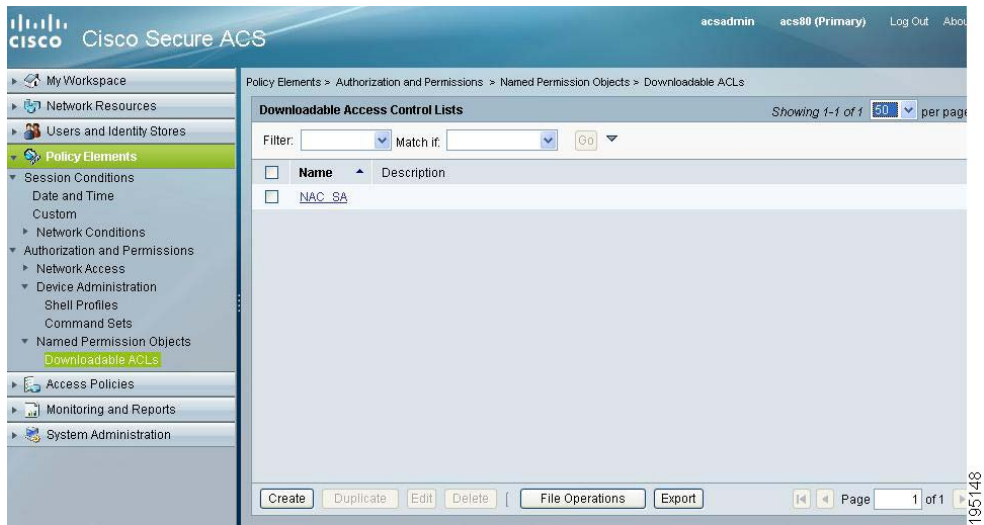 cisco Cisco Secure ACS
acsadmin acs80 (Primary) Log Out Abou
My Workspace
Network Resources
Users and Identity Stores
Policy Elements
Session Conditions
Date and Time
Custom
Network Conditions
Authorization and Permissions
Network Access
Device Administration
Shell Profiles
Command Sets
Named Permission Objects
Downloadable ACLs
Access Policies
Monitoring and Reports
System Administration
Policy Elements > Authorization and Permissions > Named Permission Objects > Downloadable ACLs
Downloadable Access Control Lists Showing 1-1 of 1 50 per page
Filter: Match if: Go
Name Description
NAC_SA
Create Duplicate Edit Delete | File Operations Export Page 1 of 1
195148